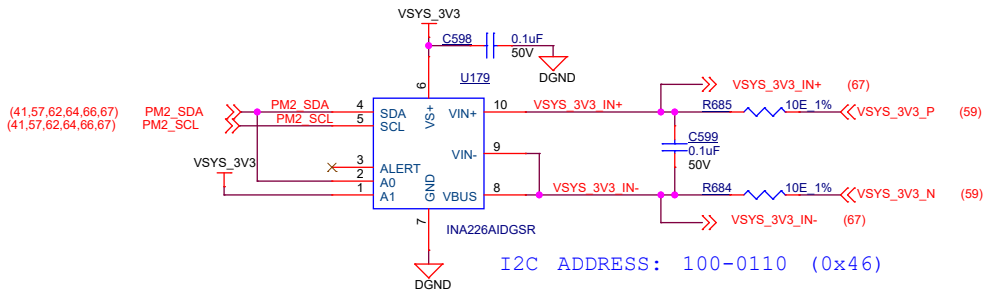 VSYS_3V3
C598
0.1uF
50V
DGND
6
U179
VSYS_3V3_IN+ (67)
(41,57,62,64,66,67) PM2_SDA
PM2_SDA
4
SDA
VS+
VIN+
10
VSYS_3V3_IN+
R685
10E_1%
VSYS_3V3_P (59)
(41,57,62,64,66,67) PM2_SCL
PM2_SCL
5
SCL
C599
0.1uF
50V
VIN-
9
VSYS_3V3
3
ALERT
2
A0
1
A1
GND
VBUS
8
VSYS_3V3_IN-
R684
10E_1%
VSYS_3V3_N (59)
7
VSYS_3V3_IN- (67)
INA226AIDGSR
I2C ADDRESS: 100-0110 (0x46)
DGND